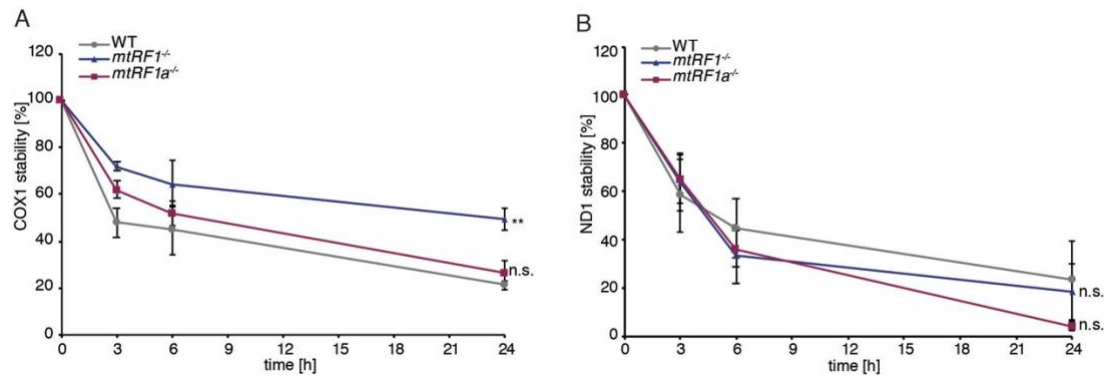 A
WT
mtRF1-/-
mtRF1a-/-
COX1 stability [%]
120
100
80
60
40
20
0
**
n.s.
0 3 6 9 12 15 18 21 24
time [h]
B
WT
mtRF1-/-
mtRF1a-/-
ND1 stability [%]
120
100
80
60
40
20
0
n.s.
n.s.
0 3 6 9 12 15 18 21 24
time [h]